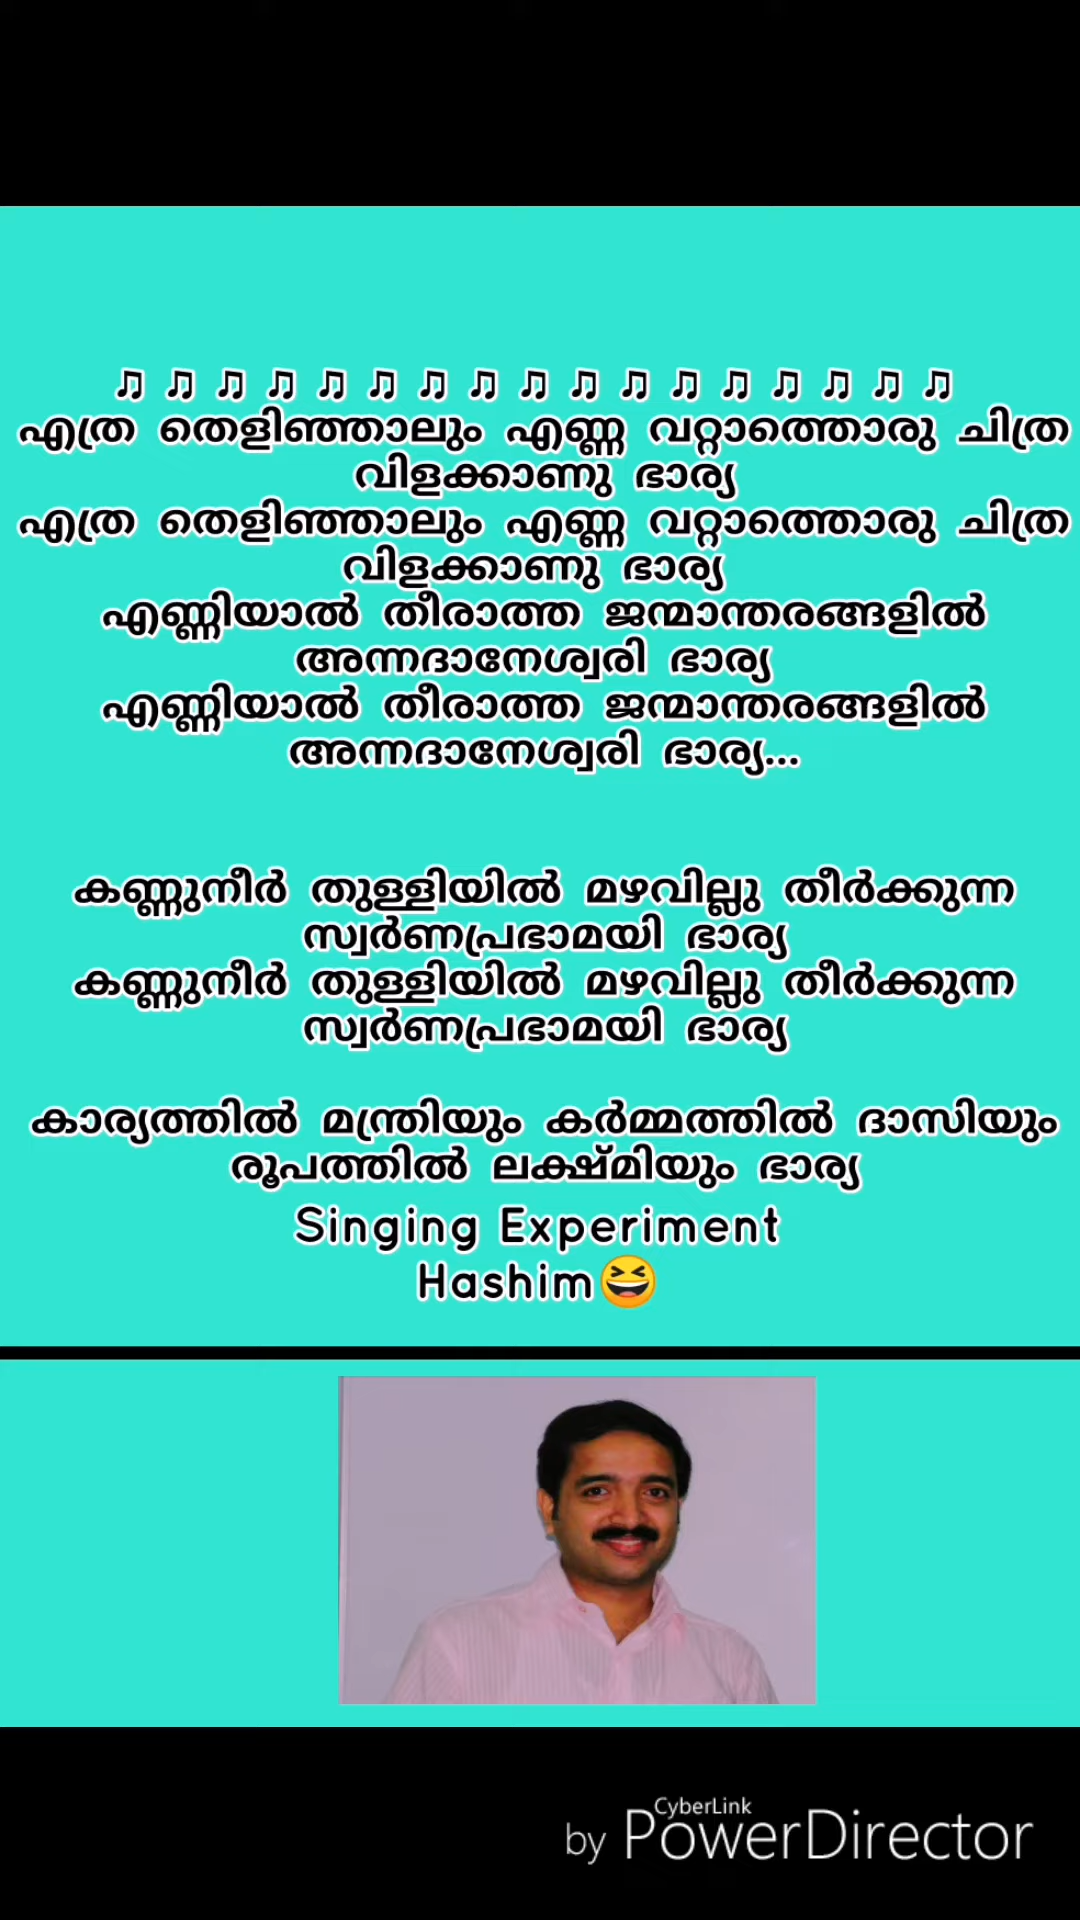 ♫ ♫ ♫ ♫ ♫ ♫ ♫ ♫ ♫ ♫ ♫ ♫ ♫ ♫ ♫ ♫ ♫
എത്ര തെളിഞ്ഞാലും എണ്ണ വറ്റാത്തൊരു ചിത്ര
വിളക്കാണു ഭാര്യ
എത്ര തെളിഞ്ഞാലും എണ്ണ വറ്റാത്തൊരു ചിത്ര
വിളക്കാണു ഭാര്യ
എണ്ണിയാൽ തീരാത്ത ജന്മാന്തരങ്ങളിൽ
അന്നദാനേശ്വരി ഭാര്യ
എണ്ണിയാൽ തീരാത്ത ജന്മാന്തരങ്ങളിൽ
അന്നദാനേശ്വരി ഭാര്യ...
കണ്ണുനീർ തുള്ളിയിൽ മഴവില്ലു തീർക്കുന്ന
സ്വർണപ്രഭാമയി ഭാര്യ
കണ്ണുനീർ തുള്ളിയിൽ മഴവില്ലു തീർക്കുന്ന
സ്വർണപ്രഭാമയി ഭാര്യ
കാര്യത്തിൽ മന്ത്രിയും കർമ്മത്തിൽ ദാസിയും
രൂപത്തിൽ ലക്ഷ്മിയും ഭാര്യ
Singing Experiment
Hashim😆
CyberLink
by PowerDirector